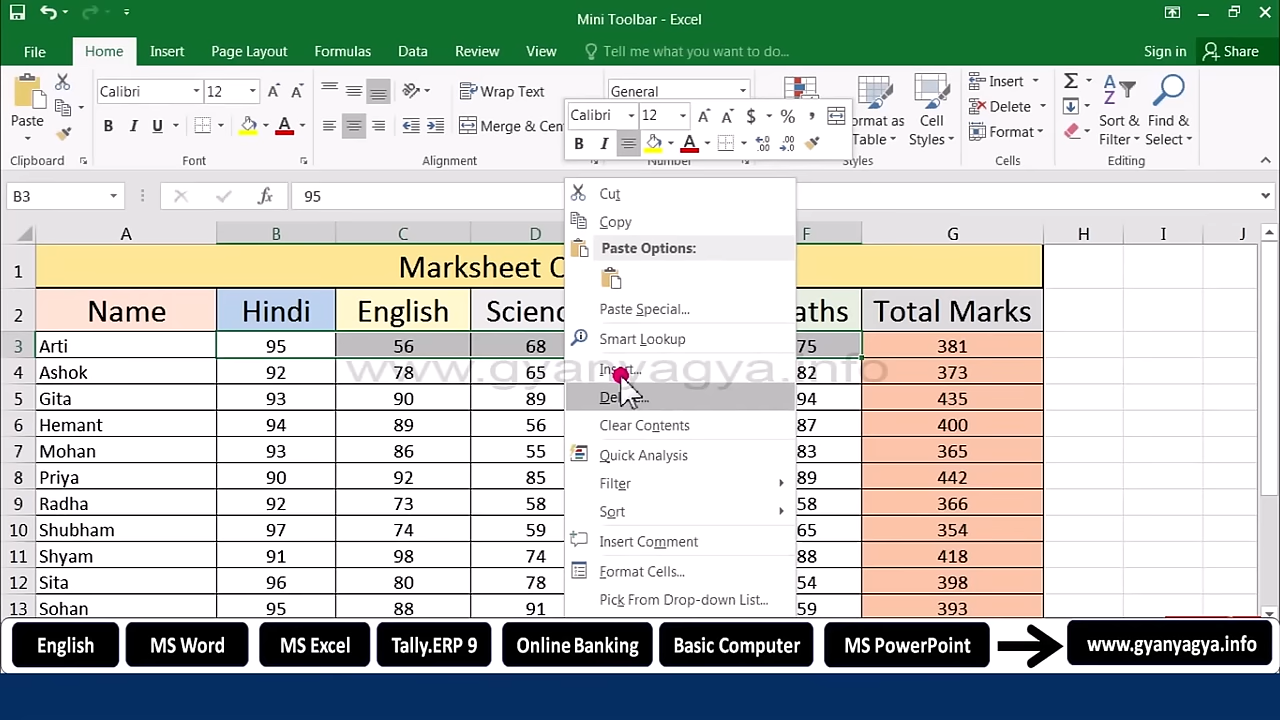 Mini Toolbar - Excel
File Home Insert Page Layout Formulas Data Review View Tell me what you want to do... Sign in Share
Calibri 12 Wrap Text General Insert
Paste B I U Merge & Cen Delete
ormat as Table Cell Styles Format Sort & Filter Find & Select
Clipboard Font Alignment Number Styles Cells Editing
Calibri 12 $ % ,
B I A
B3 fx 95
A B C D F G H I J
1 Marksheet O
2 Name Hindi English Scienc aths Total Marks
3 Arti 95 56 68 75 381
4 Ashok 92 78 65 82 373
5 Gita 93 90 89 94 435
6 Hemant 94 89 56 87 400
7 Mohan 93 86 55 83 365
8 Priya 90 92 85 89 442
9 Radha 92 73 58 58 366
10 Shubham 97 74 59 65 354
11 Shyam 91 98 74 88 418
12 Sita 96 80 78 54 398
13 Sohan 95 88 91 59 393
Cut
Copy
Paste Options:
Paste Special...
Smart Lookup
Clear Contents
Quick Analysis
Filter
Sort
Insert Comment
Format Cells...
Pick From Drop-down List...
www.gyanyagya.info
English MS Word MS Excel Tally.ERP 9 Online Banking Basic Computer MS PowerPoint www.gyanyagya.info